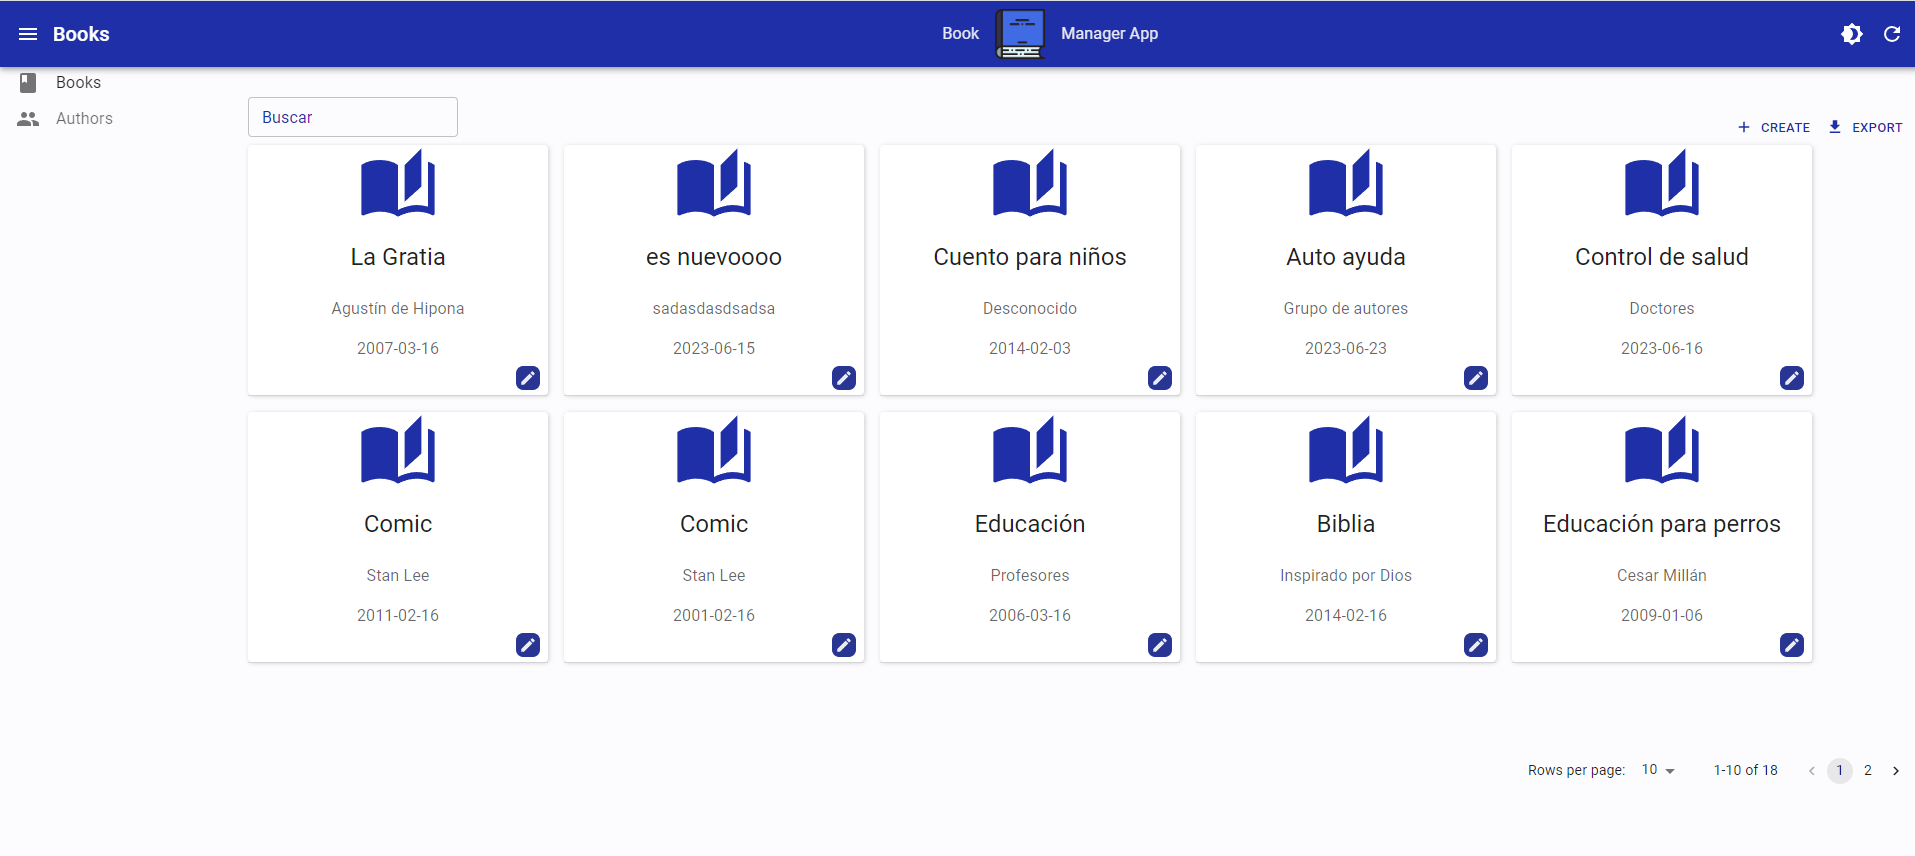 Books
Book Manager App
Books
Authors
Buscar
CREATE EXPORT
La Gratia
Agustín de Hipona
2007-03-16
es nuevoooo
sadasdasdsadsa
2023-06-15
Cuento para niños
Desconocido
2014-02-03
Auto ayuda
Grupo de autores
2023-06-23
Control de salud
Doctores
2023-06-16
Comic
Stan Lee
2011-02-16
Comic
Stan Lee
2001-02-16
Educación
Profesores
2006-03-16
Biblia
Inspirado por Dios
2014-02-16
Educación para perros
Cesar Millán
2009-01-06
Rows per page: 10 1-10 of 18 1 2